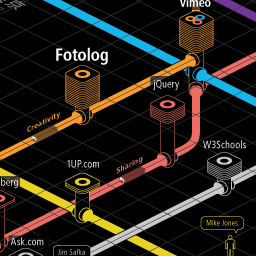 Vimeo
Fotolog
jQuery
Creativity
W3Schools
1UP.com
Sharing
berg
Mike Jones
Ask.com
Jim Safka